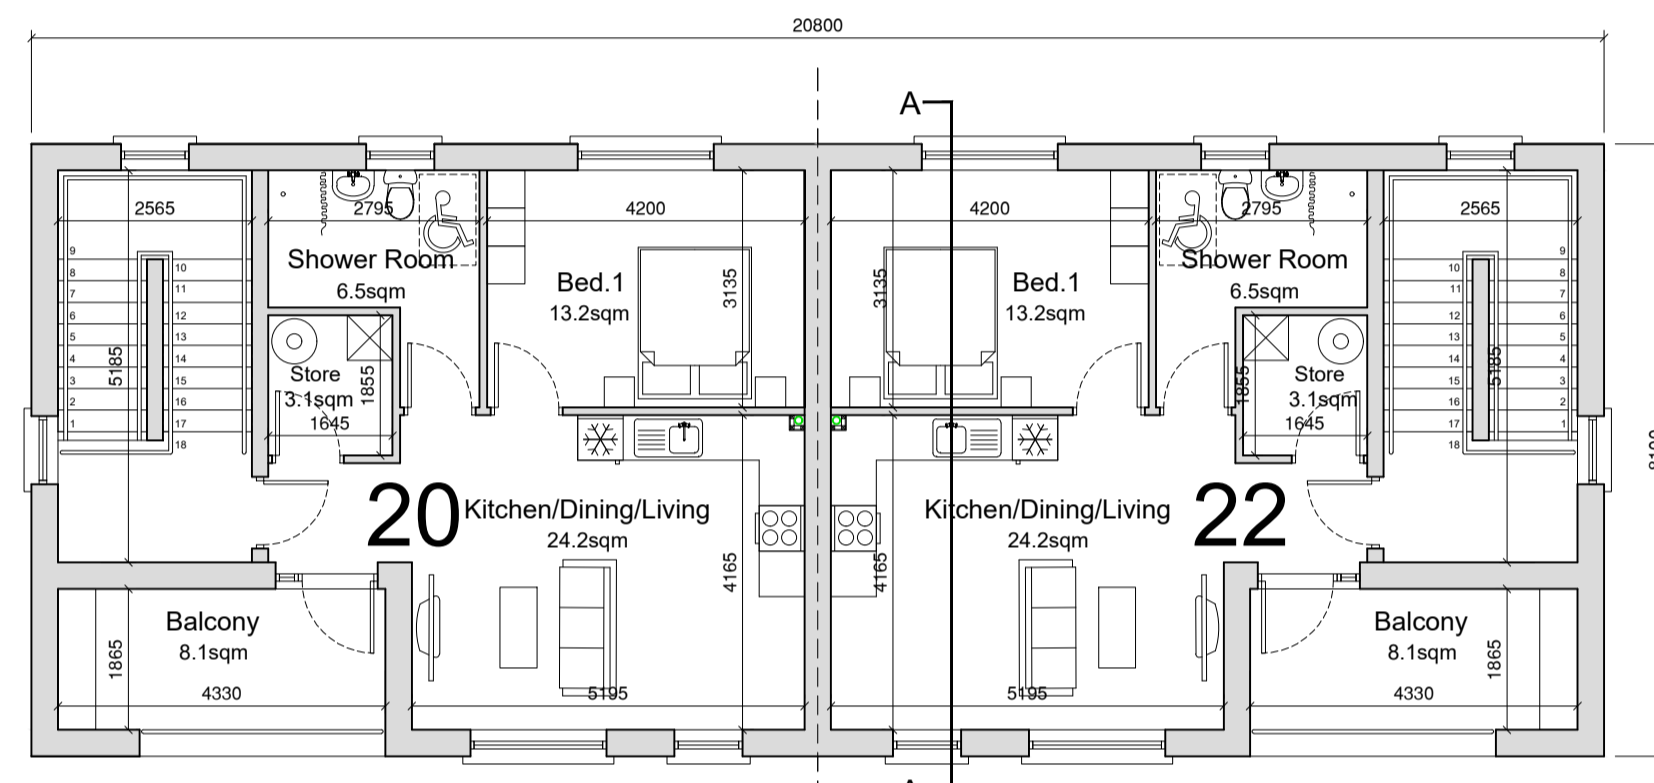 20800
A
2565
2795
4200
4200
2795
2565
Shower Room
6.5sqm
Bed.1
13.2sqm
3135
3135
Bed.1
13.2sqm
Shower Room
6.5sqm
9
8
7
6
5
4
3
2
1
10
11
12
13
14
15
16
17
18
5185
Store
3.1sqm
1855
1645
10
11
12
13
14
15
16
17
18
9
8
7
6
5
4
3
2
1
5185
1855
Store
3.1sqm
1645
20
Kitchen/Dining/Living
24.2sqm
4165
Kitchen/Dining/Living
24.2sqm
4165
22
Balcony
8.1sqm
1865
4330
5195
5195
Balcony
8.1sqm
1865
4330